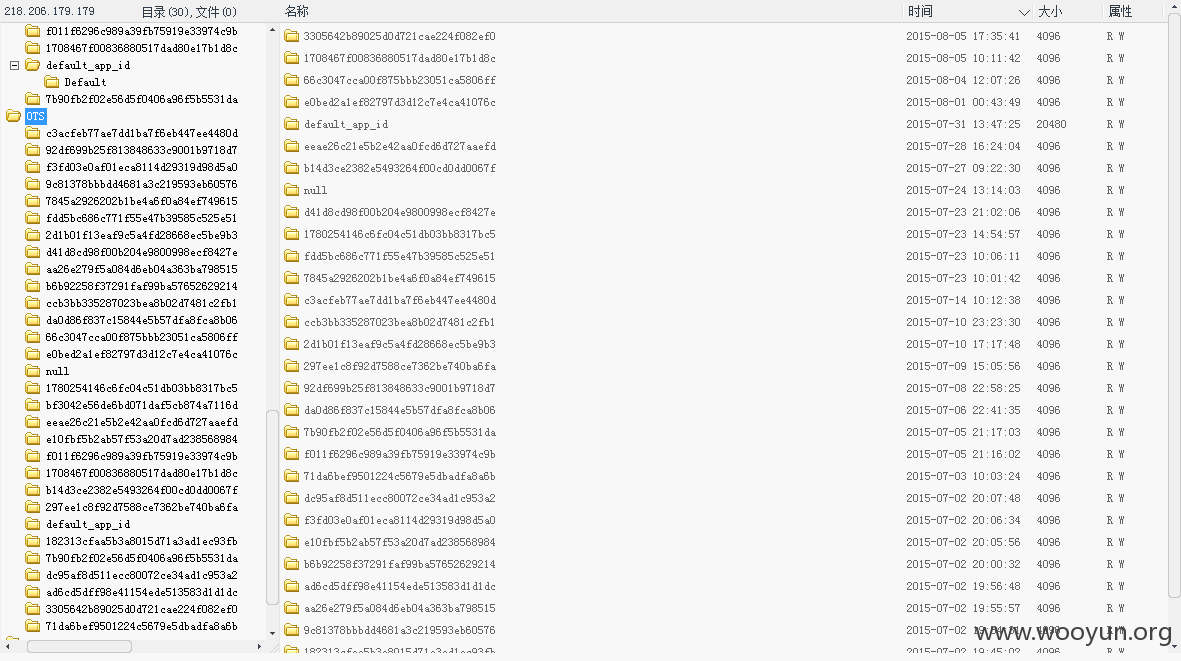 218.206.179.179 目录(30),文件(0)
f011f6296c989a39fb75919e33974c9b
1708467f00836880517dad80e17b1d8c
default_app_id
Default
7b90fb2f02e56d5f0406a96f5b5531da
OTS
c3acfeb77ae7dd1ba7f6eb447ee4480d
92df699b25f813848633c9001b9718d7
f3fd03e0af01eca8114d29319d98d5a0
9c81378bbbdd4681a3c219593eb60576
7845a2926202b1be4a6f0a84ef749615
fdd5bc686c771f55e47b39585c525e51
2d1b01f13eaf9c5a4fd28668ec5be9b3
d41d8cd98f00b204e9800998ecf8427e
aa26e279f5a084d6eb04a363ba798515
b6b92258f37291faf99ba57652629214
ccb3bb335287023bea8b02d7481c2fb1
da0d86f837c15844e5b57dfa8fca8b06
66c3047cca00f875bbb23051ca5806ff
e0bed2a1ef82797d3d12c7e4ca41076c
null
1780254146c6fc04c51db03bb8317bc5
bf3042e56de6bd071daf5cb874a7116d
eeae26c21e5b2e42aa0fcd6d727aaefd
e10fbf5b2ab57f53a20d7ad238568984
f011f6296c989a39fb75919e33974c9b
1708467f00836880517dad80e17b1d8c
b14d3ce2382e5493264f00cd0dd0067f
297ee1c8f92d7588ce7362be740ba6fa
default_app_id
182313cfaa5b3a8015d71a3ad1ec93fb
7b90fb2f02e56d5f0406a96f5b5531da
dc95af8d511ecc80072ce34ad1c953a2
ad6cd5dff98e41154ede513583d1d1dc
3305642b89025d0d721cae224f082ef0
71da6bef9501224c5679e5dbadfa8a6b
名称 时间 大小 属性
3305642b89025d0d721cae224f082ef0 2015-08-05 17:35:41 4096 R W
1708467f00836880517dad80e17b1d8c 2015-08-05 10:11:42 4096 R W
66c3047cca00f875bbb23051ca5806ff 2015-08-04 12:07:26 4096 R W
e0bed2a1ef82797d3d12c7e4ca41076c 2015-08-01 00:43:49 4096 R W
default_app_id 2015-07-31 13:47:25 20480 R W
eeae26c21e5b2e42aa0fcd6d727aaefd 2015-07-28 16:24:04 4096 R W
b14d3ce2382e5493264f00cd0dd0067f 2015-07-27 09:22:30 4096 R W
null 2015-07-24 13:14:03 4096 R W
d41d8cd98f00b204e9800998ecf8427e 2015-07-23 21:02:06 4096 R W
1780254146c6fc04c51db03bb8317bc5 2015-07-23 14:54:57 4096 R W
fdd5bc686c771f55e47b39585c525e51 2015-07-23 10:06:11 4096 R W
7845a2926202b1be4a6f0a84ef749615 2015-07-23 10:01:42 4096 R W
c3acfeb77ae7dd1ba7f6eb447ee4480d 2015-07-14 10:12:38 4096 R W
ccb3bb335287023bea8b02d7481c2fb1 2015-07-10 23:23:30 4096 R W
2d1b01f13eaf9c5a4fd28668ec5be9b3 2015-07-10 17:17:48 4096 R W
297ee1c8f92d7588ce7362be740ba6fa 2015-07-09 15:05:56 4096 R W
92df699b25f813848633c9001b9718d7 2015-07-08 22:58:25 4096 R W
da0d86f837c15844e5b57dfa8fca8b06 2015-07-06 22:41:35 4096 R W
7b90fb2f02e56d5f0406a96f5b5531da 2015-07-05 21:17:03 4096 R W
f011f6296c989a39fb75919e33974c9b 2015-07-05 21:16:02 4096 R W
71da6bef9501224c5679e5dbadfa8a6b 2015-07-03 10:03:24 4096 R W
dc95af8d511ecc80072ce34ad1c953a2 2015-07-02 20:07:48 4096 R W
f3fd03e0af01eca8114d29319d98d5a0 2015-07-02 20:06:34 4096 R W
e10fbf5b2ab57f53a20d7ad238568984 2015-07-02 20:05:56 4096 R W
b6b92258f37291faf99ba57652629214 2015-07-02 20:00:32 4096 R W
ad6cd5dff98e41154ede513583d1d1dc 2015-07-02 19:56:48 4096 R W
aa26e279f5a084d6eb04a363ba798515 2015-07-02 19:55:57 4096 R W
9c81378bbbdd4681a3c219593eb60576 2015-07-02 4096 R W
182313cfaa5b3a8015d71a3ad1ec93fb 2015-07-02 19:45:02 4096 R W
www.wooyun.org